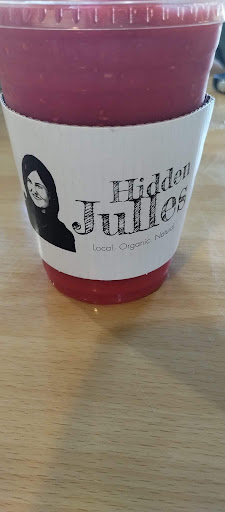 Hidden
Julles
Local. Organic. Natural